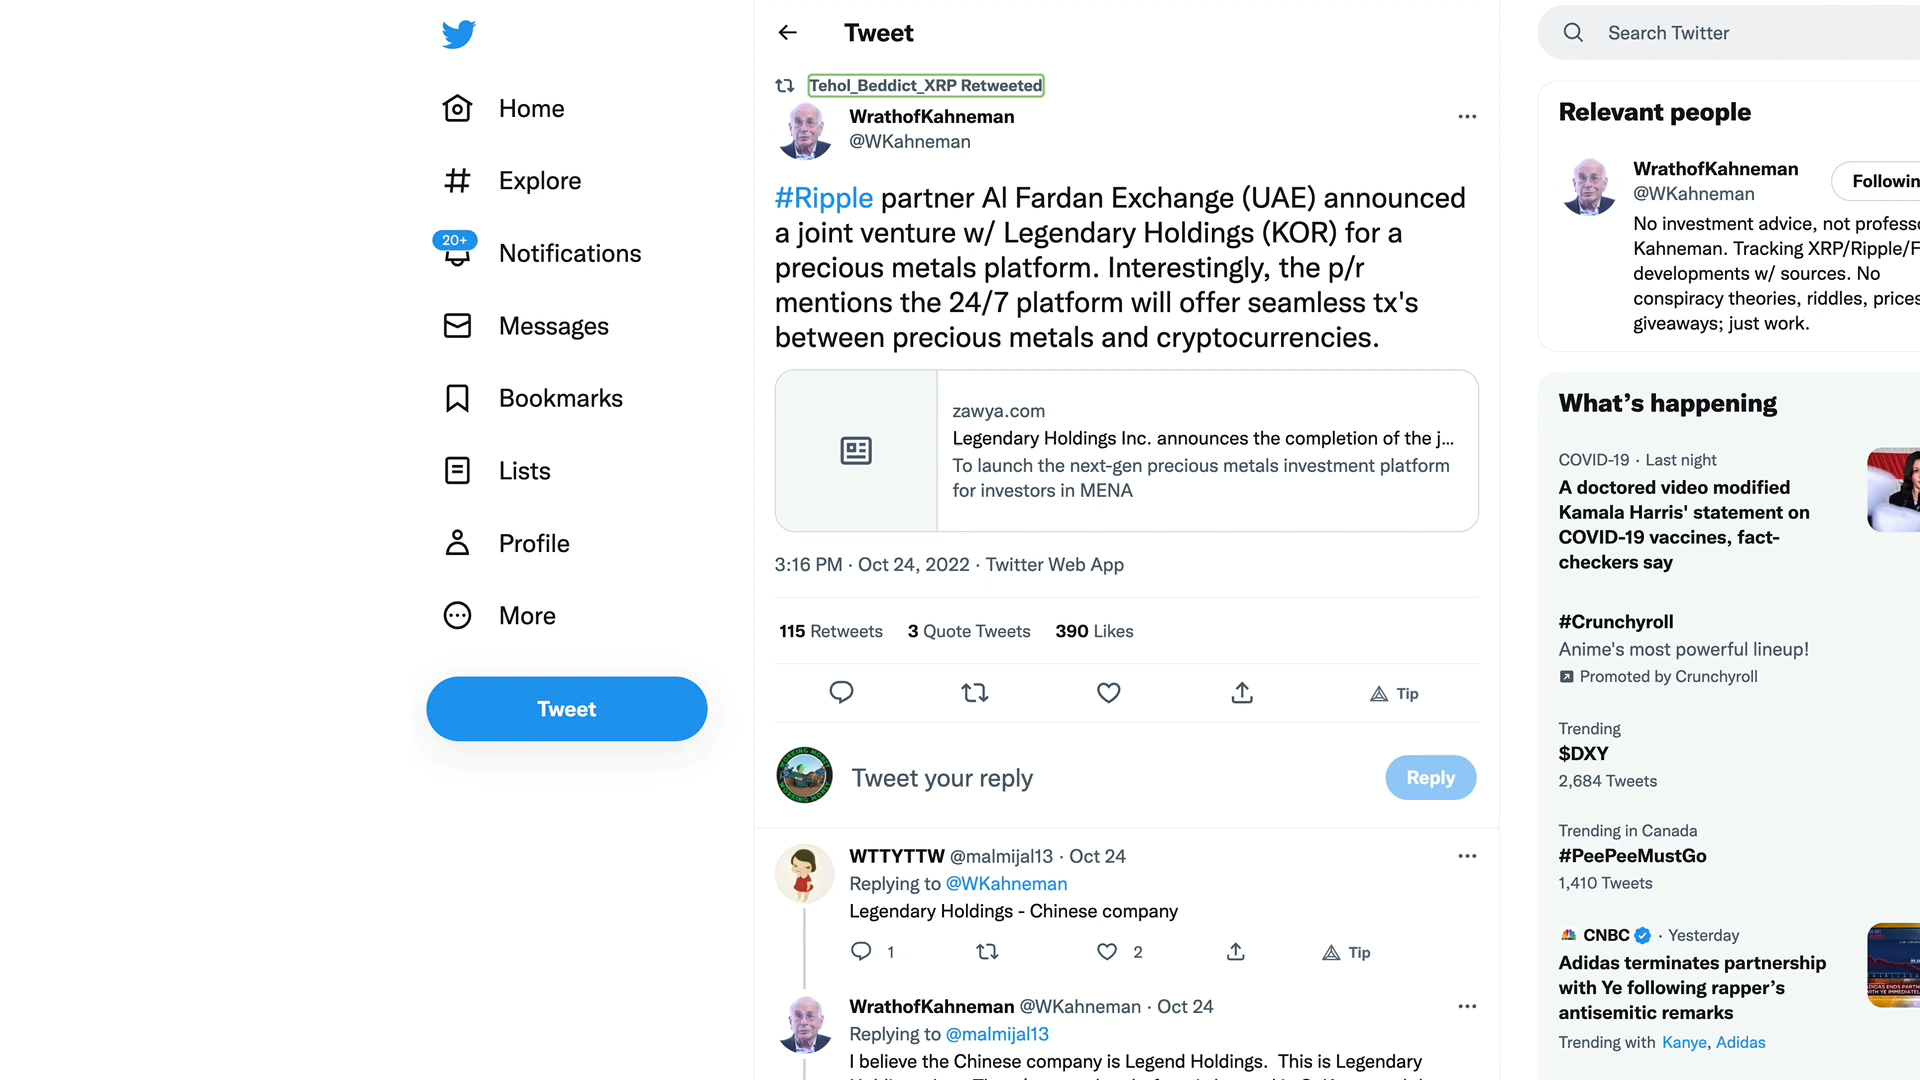 Tweet
Search Twitter
Tehol_Beddict_XRP Retweeted
WrathofKahneman
@WKahneman
#Ripple partner Al Fardan Exchange (UAE) announced
a joint venture w/ Legendary Holdings (KOR) for a
precious metals platform. Interestingly, the p/r
mentions the 24/7 platform will offer seamless tx's
between precious metals and cryptocurrencies.
zawya.com
Legendary Holdings Inc. announces the completion of the j...
To launch the next-gen precious metals investment platform
for investors in MENA
3:16 PM · Oct 24, 2022 · Twitter Web App
115 Retweets 3 Quote Tweets 390 Likes
Tip
Tweet your reply
Reply
WTTYTTW @malmijal13 · Oct 24
Replying to @WKahneman
Legendary Holdings - Chinese company
1 2 Tip
WrathofKahneman @WKahneman · Oct 24
Replying to @malmijal13
I believe the Chinese company is Legend Holdings. This is Legendary
Home
Explore
20+
Notifications
Messages
Bookmarks
Lists
Profile
More
Tweet
Relevant people
WrathofKahneman
@WKahneman
Followin
No investment advice, not profess
Kahneman. Tracking XRP/Ripple/F
developments w/ sources. No
conspiracy theories, riddles, prices
giveaways; just work.
What's happening
COVID-19 · Last night
A doctored video modified
Kamala Harris' statement on
COVID-19 vaccines, fact-
checkers say
#Crunchyroll
Anime's most powerful lineup!
Promoted by Crunchyroll
Trending
$DXY
2,684 Tweets
Trending in Canada
#PeePeeMustGo
1,410 Tweets
CNBC · Yesterday
Adidas terminates partnership
with Ye following rapper's
antisemitic remarks
Trending with Kanye, Adidas